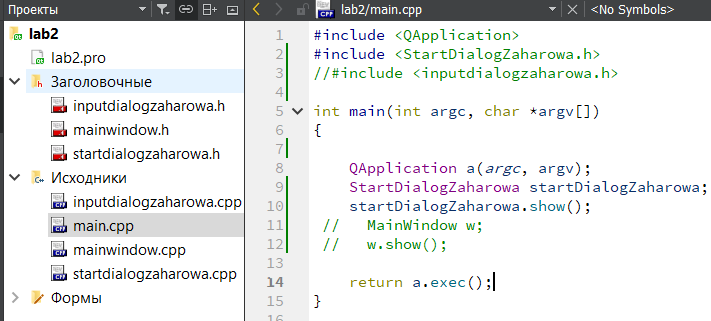 Проекты
lab2/main.cpp
<No Symbols>
lab2
lab2.pro
Заголовочные
inputdialogzaharowa.h
mainwindow.h
startdialogzaharowa.h
Исходники
inputdialogzaharowa.cpp
main.cpp
mainwindow.cpp
startdialogzaharowa.cpp
Формы
1 #include <QApplication>
2 #include <StartDialogZaharowa.h>
3 //#include <inputdialogzaharowa.h>
4
5 int main(int argc, char *argv[])
6 {
7
8 QApplication a(argc, argv);
9 StartDialogZaharowa startDialogZaharowa;
10 startDialogZaharowa.show();
11 // MainWindow w;
12 // w.show();
13
14 return a.exec();
15 }